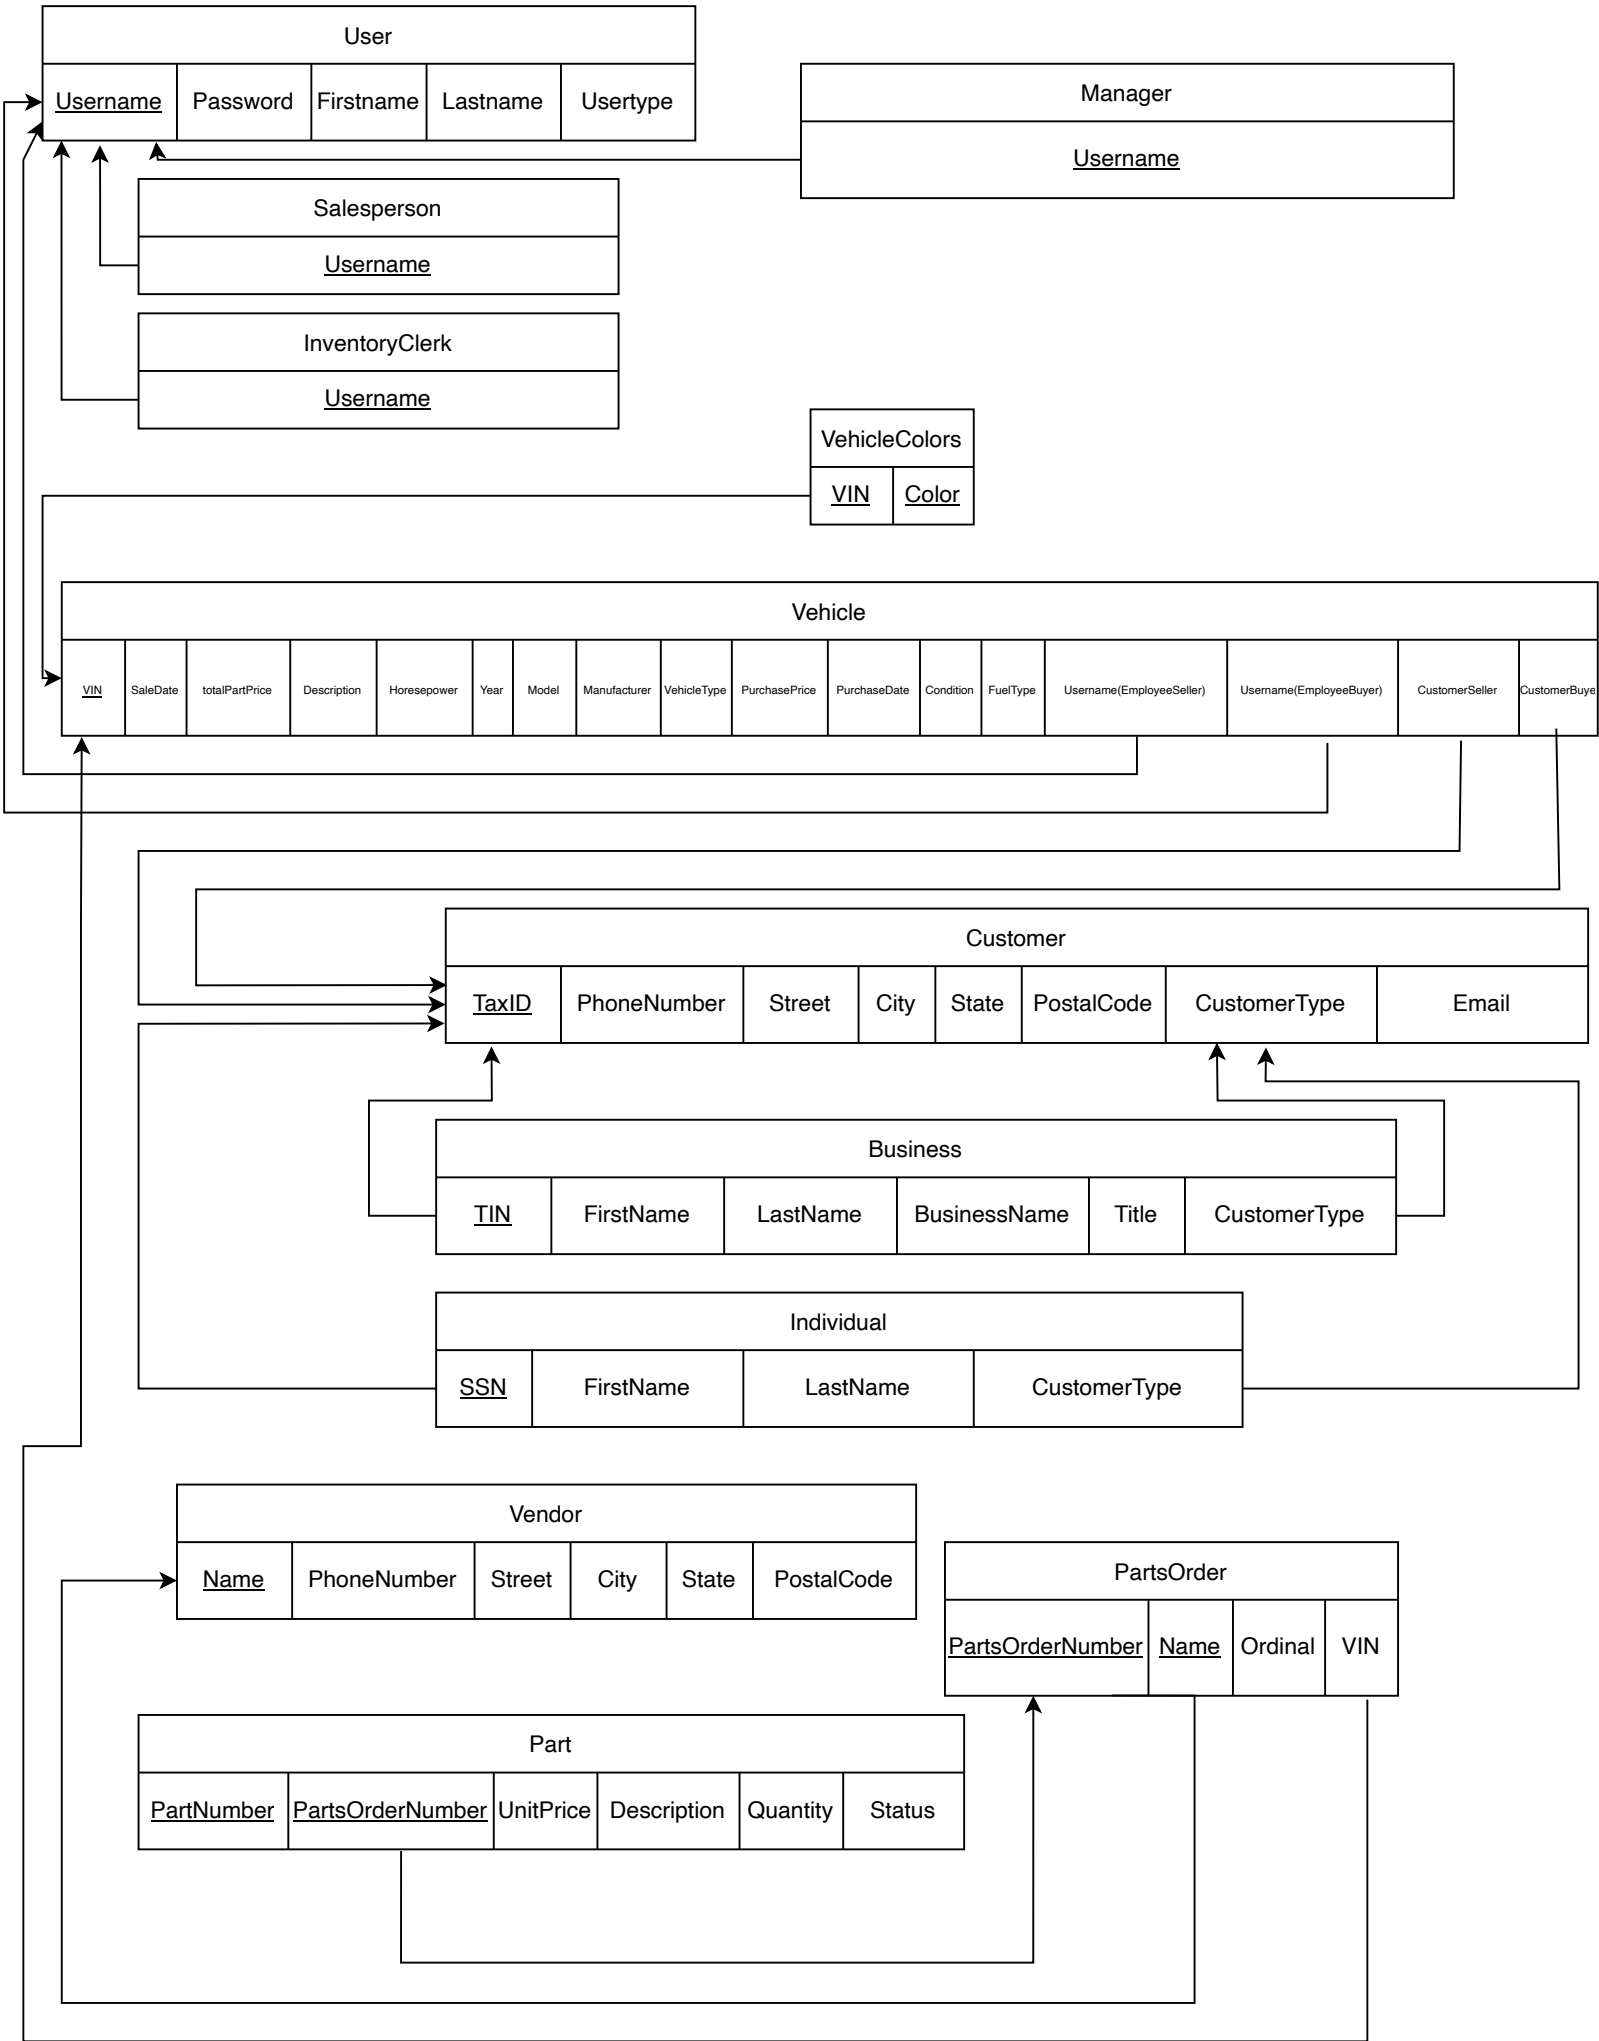 User
Username Password Firstname Lastname Usertype
Manager
Username
Salesperson
Username
InventoryClerk
Username
VehicleColors
VIN Color
Vehicle
VIN SaleDate totalPartPrice Description Horesepower Year Model Manufacturer VehicleType PurchasePrice PurchaseDate Condition FuelType Username(EmployeeSeller) Username(EmployeeBuyer) CustomerSeller CustomerBuye
Customer
TaxID PhoneNumber Street City State PostalCode CustomerType Email
Business
TIN FirstName LastName BusinessName Title CustomerType
Individual
SSN FirstName LastName CustomerType
Vendor
Name PhoneNumber Street City State PostalCode
PartsOrder
PartsOrderNumber Name Ordinal VIN
Part
PartNumber PartsOrderNumber UnitPrice Description Quantity Status